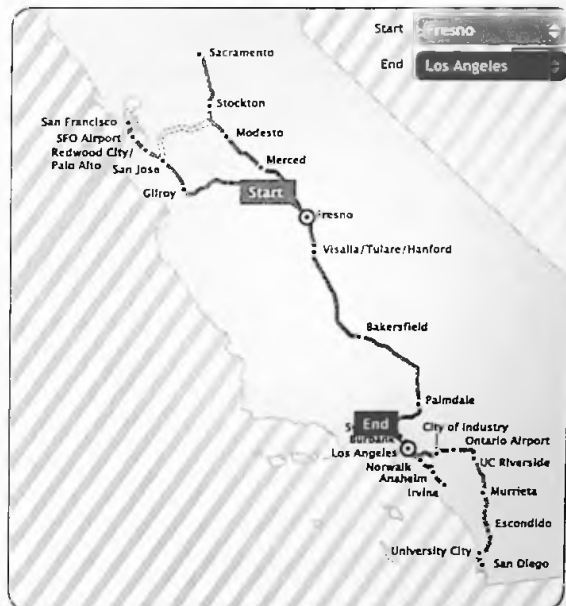 Start Fresno
End Los Angeles
Sacramento
Stockton
San Francisco
SFO Airport
Modesto
Redwood City/
Palo Alto
San Jose
Merced
Gilroy
Start
Fresno
Visalia/Tulare/Hanford
Bakersfield
Palmdale
End
Burbank
City of Industry
Los Angeles
Ontario Airport
Norwalk
UC Riverside
Anaheim
Irvine
Murrieta
Escondido
University City
San Diego